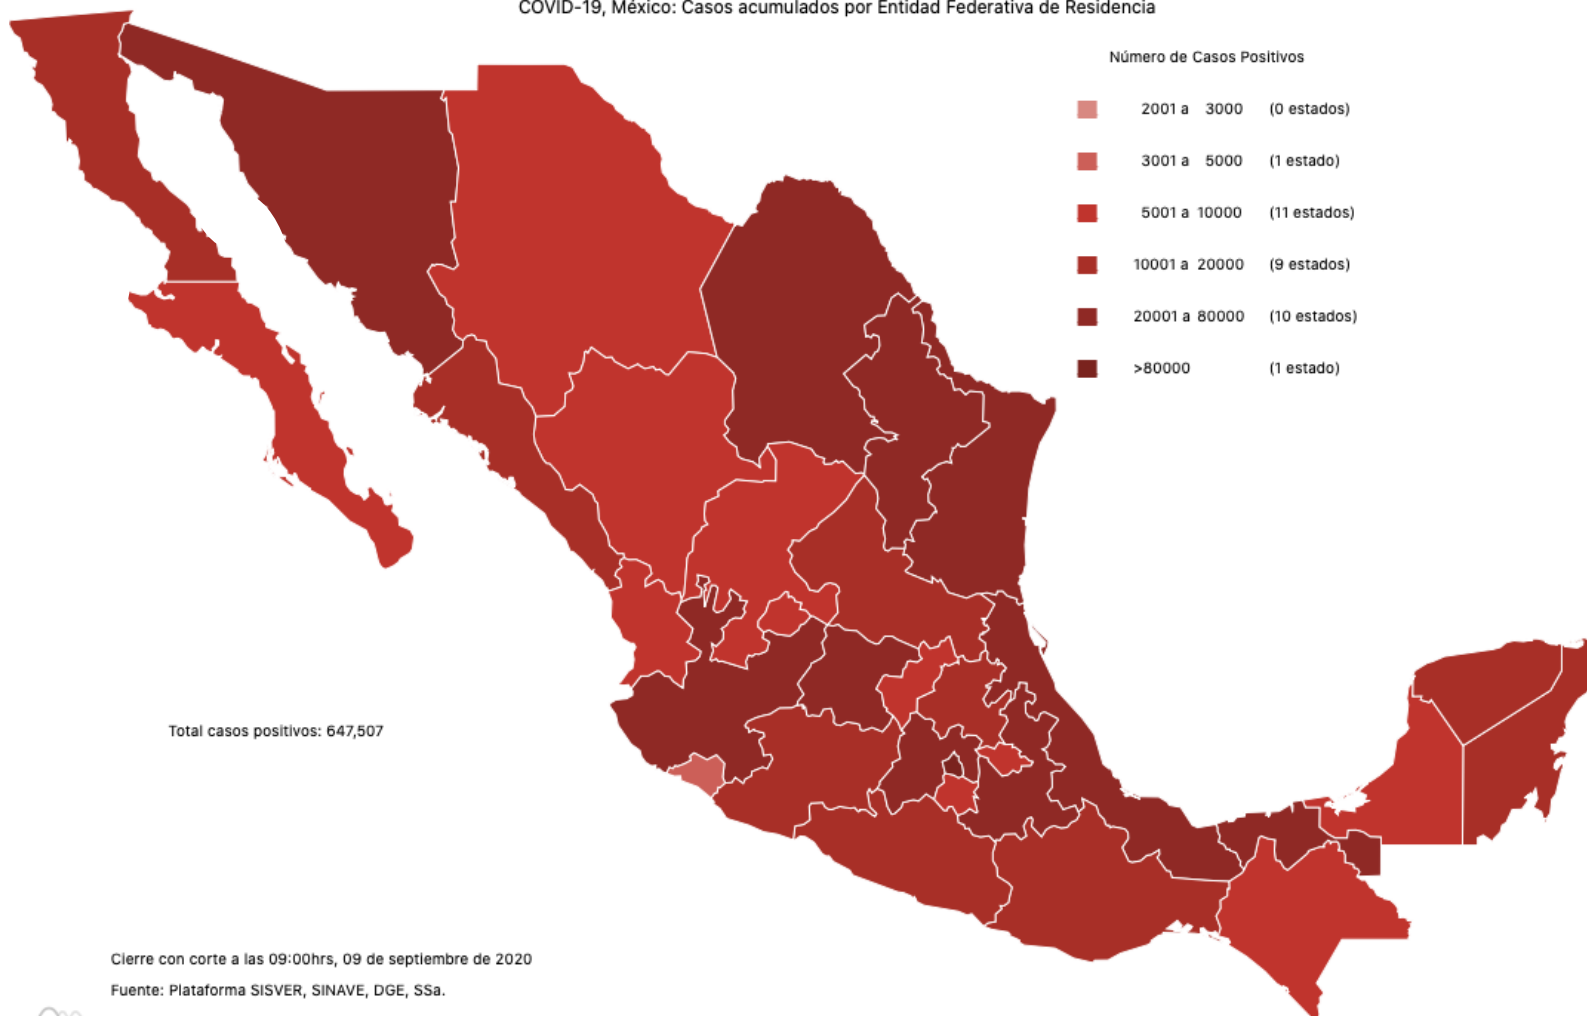 COVID-19, México: Casos acumulados por Entidad Federativa de Residencia
Número de Casos Positivos
2001 a 3000 (0 estados)
3001 a 5000 (1 estado)
5001 a 10000 (11 estados)
10001 a 20000 (9 estados)
20001 a 80000 (10 estados)
>80000 (1 estado)
Total casos positivos: 647,507
Cierre con corte a las 09:00hrs, 09 de septiembre de 2020
Fuente: Plataforma SISVER, SINAVE, DGE, SSa.